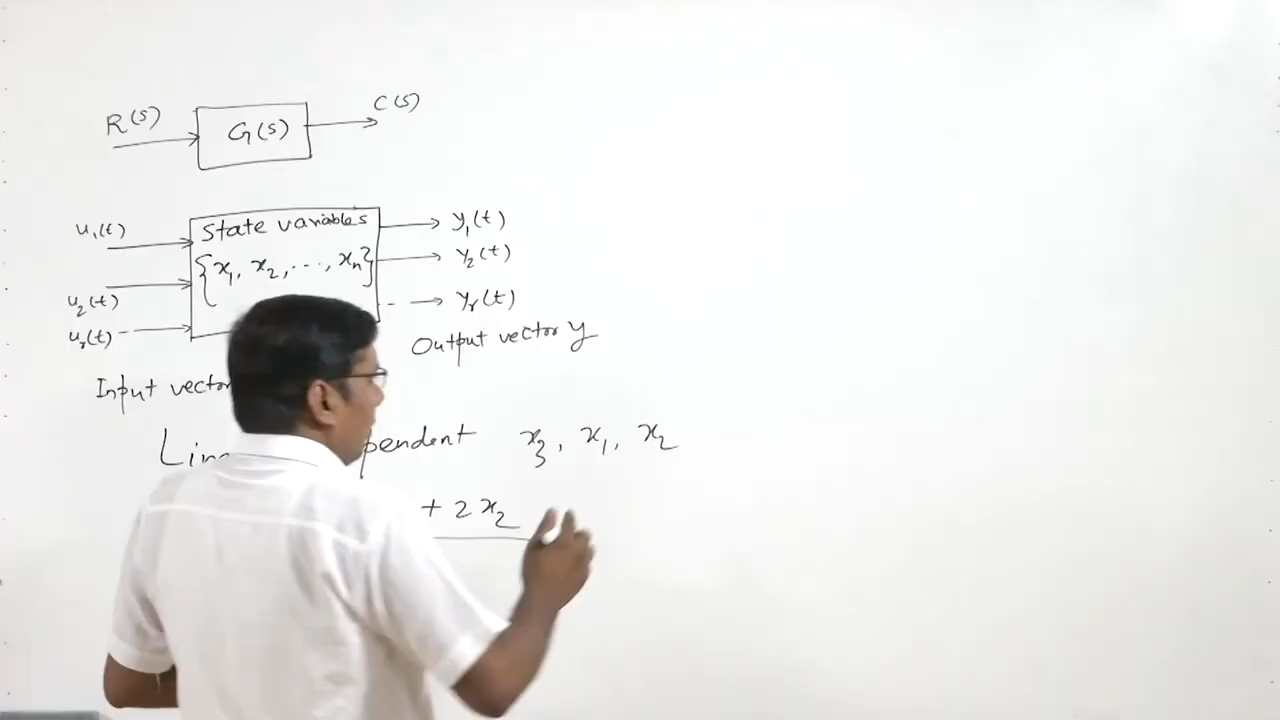 R(s) G(s) C(s)
u₁(t) State variables y₁(t)
{x₁, x₂, ..., xₙ} y₂(t)
u₂(t) yᵣ(t)
uᵣ(t)
Output vector y
Input vector
x₃, x₁, x₂
+ 2x₂